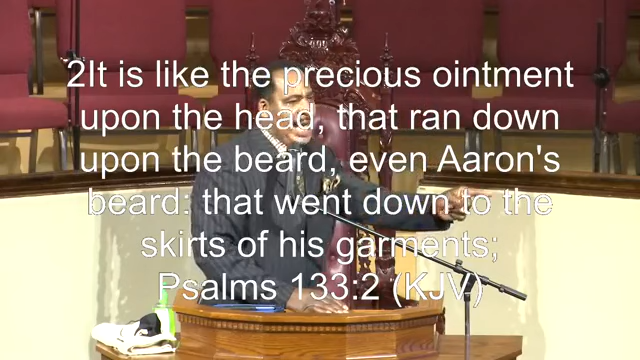 2It is like the precious ointment
upon the head, that ran down
upon the beard, even Aaron's
beard: that went down to the
skirts of his garments;
Psalms 133:2 (KJV)